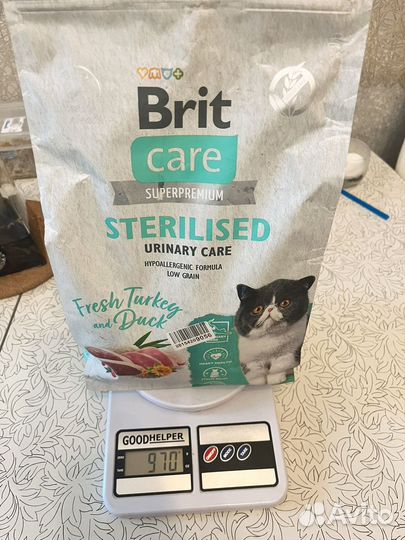 Brit
care
SUPERPREMIUM
STERILISED
URINARY CARE
HYPOALLERGENIC FORMULA
LOW GRAIN
Fresh Turkey
and Duck
GOODHELPER
970
Avito